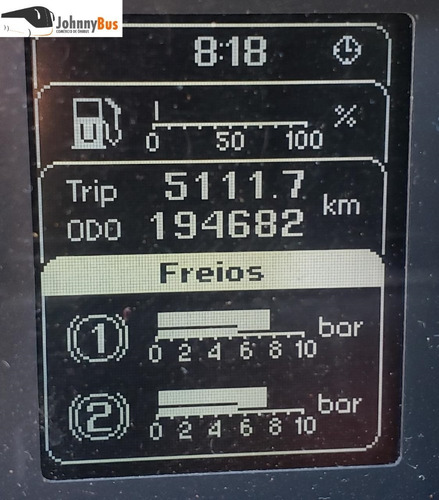 JohnnyBus
COMÉRCIO DE ÔNIBUS
8:18
%
0 50 100
Trip 5111.7 km
ODO 194682
Freios
1 bar
0 2 4 6 8 10
2 bar
0 2 4 6 8 10